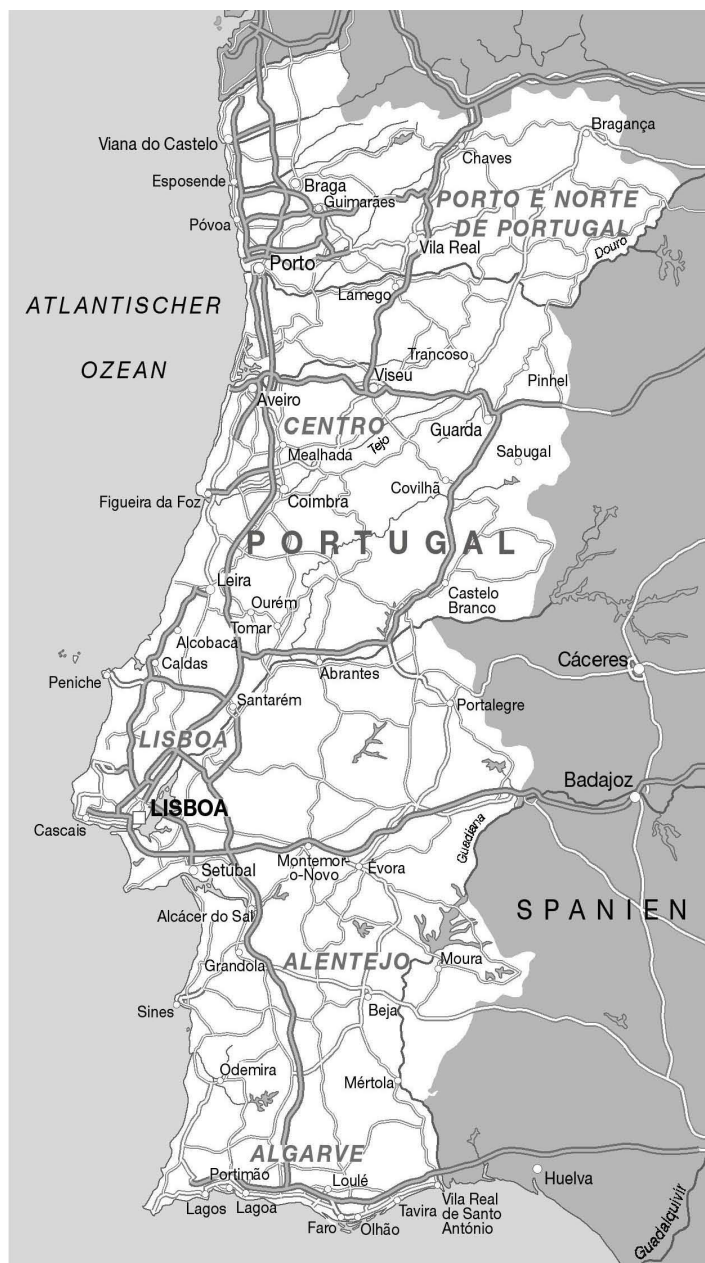 Bragança
Viana do Castelo
Chaves
Esposende
Braga
Guimarães
PORTO E NORTE
DE PORTUGAL
Póvoa
Vila Real
Douro
Porto
Lamego
ATLANTISCHER
OZEAN
Trancoso
Pinhel
Viseu
Aveiro
CENTRO
Guarda
Tejo
Mealhada
Sabugal
Covilhã
Figueira da Foz
Coimbra
PORTUGAL
Leira
Castelo
Branco
Ourém
Tomar
Alcobaca
Caldas
Abrantes
Cáceres
Peniche
Santarém
Portalegre
LISBOA
Badajoz
LISBOA
Cascais
Guadiana
Montemor-
o-Novo
Évora
Setúbal
Alcácer do Sal
SPANIEN
ALENTEJO
Grandola
Moura
Sines
Beja
Odemira
Mértola
ALGARVE
Portimão
Loulé
Huelva
Lagos
Lagoa
Faro
Olhão
Tavira
Vila Real
de Santo
António
Guadalquivir